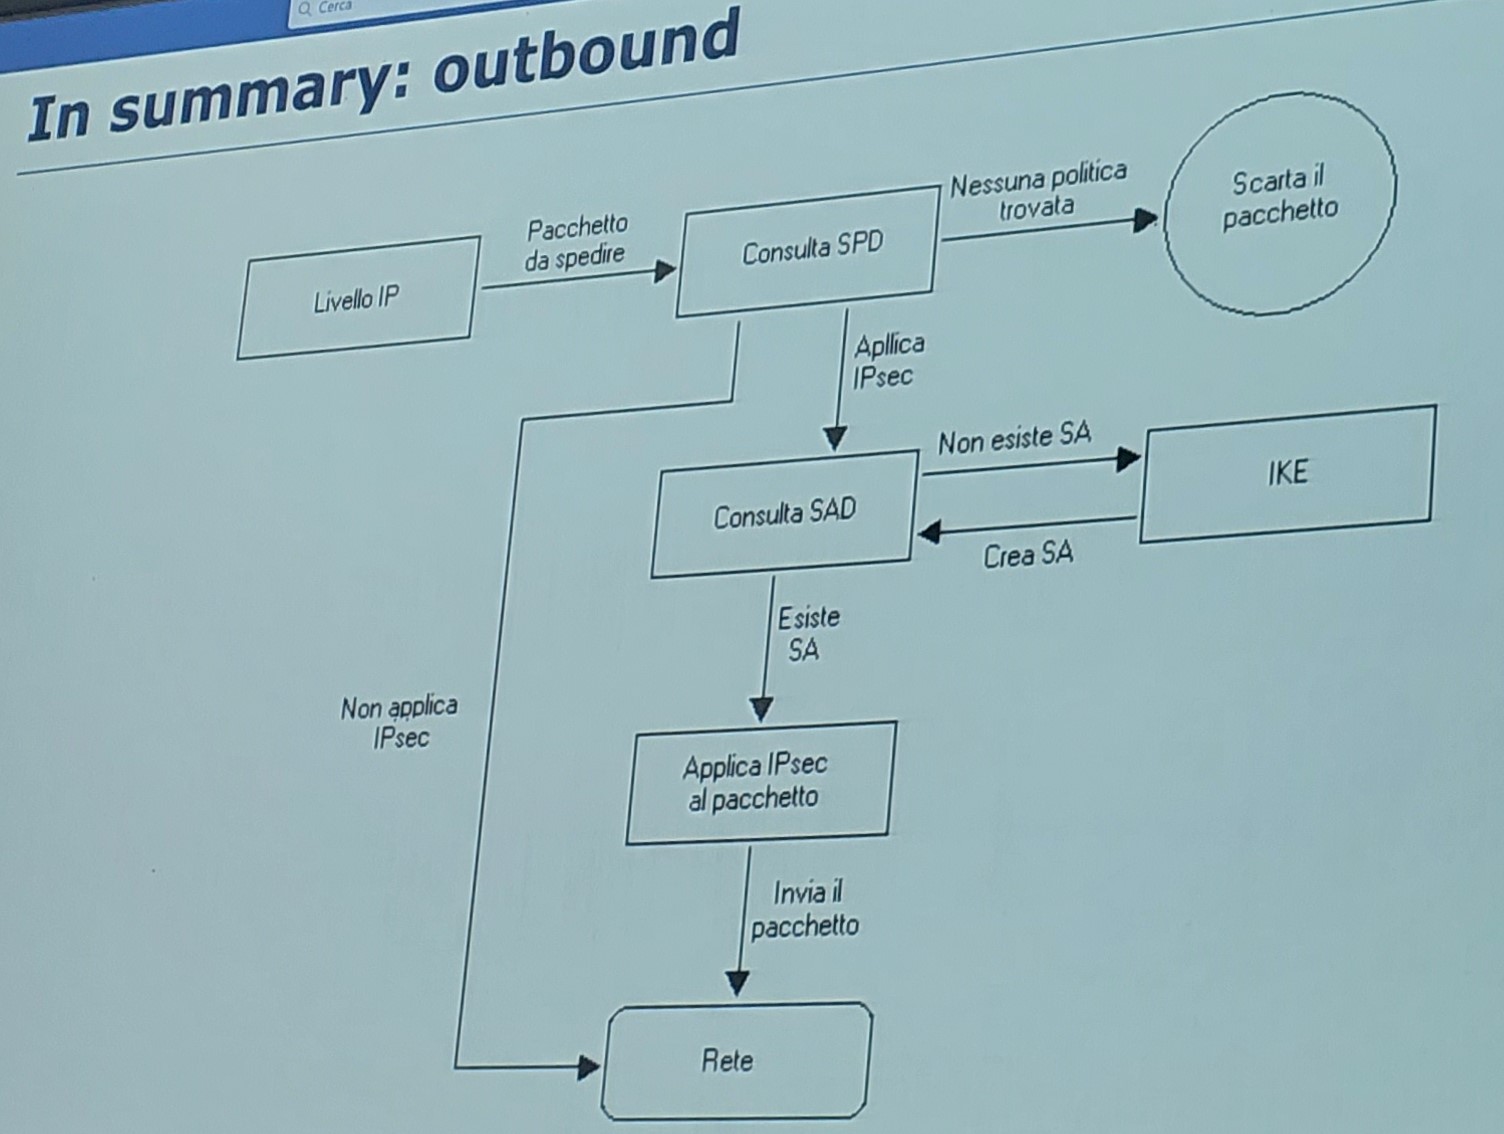 Cerca
In summary: outbound
Nessuna politica
trovata
Scarta il
pacchetto
Pacchetto
da spedire
Consulta SPD
Livello IP
Apllica
IPsec
Non esiste SA
IKE
Consulta SAD
Crea SA
Esiste
SA
Non applica
IPsec
Applica IPsec
al pacchetto
Invia il
pacchetto
Rete